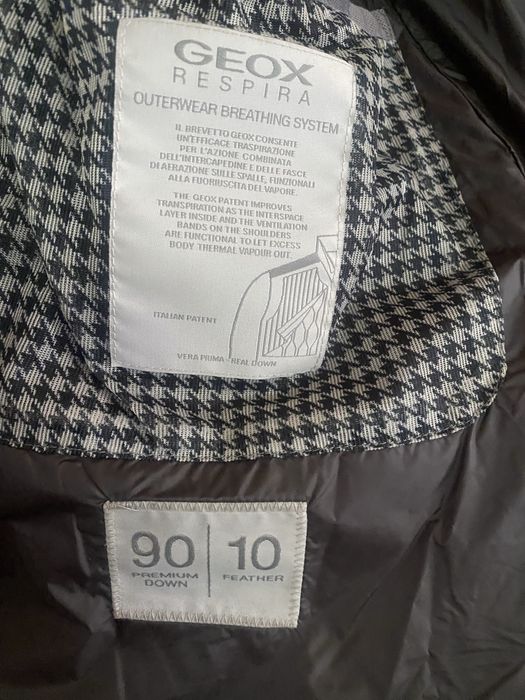 GEOX
RESPIRA
OUTERWEAR BREATHING SYSTEM
IL BREVETTO GEOX CONSENTE
UN'EFFICACE TRASPIRAZIONE
PER L'AZIONE COMBINATA
DELL'INTERCAPEDINE E DELLE FASCE
DI AERAZIONE SULLE SPALLE, FUNZIONALI
ALLA FUORIUSCITA DEL VAPORE.
THE GEOX PATENT IMPROVES
TRANSPIRATION AS THE INTERSPACE
LAYER INSIDE AND THE VENTILATION
BANDS ON THE SHOULDERS
ARE FUNCTIONAL TO LET EXCESS
BODY THERMAL VAPOUR OUT.
ITALIAN PATENT
VERA PIUMA - REAL DOWN
90 | 10
PREMIUM DOWN FEATHER